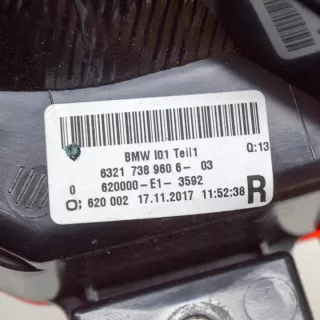 BMW I01 Teil1 Q:13
6321 738 960 6- 03
0 620000-E1- 3592
O; 620 002 17.11.2017 11:52:38 R